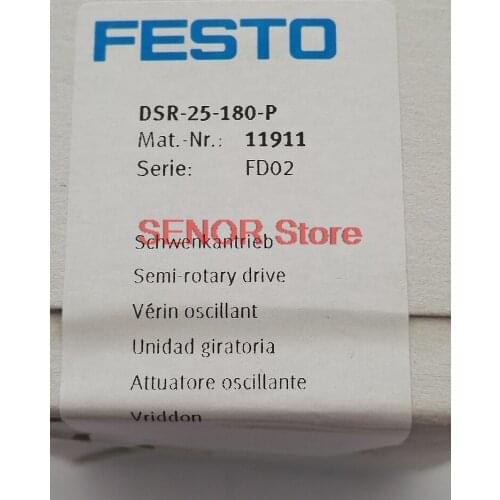 FESTO
DSR-25-180-P
Mat.-Nr.: 11911
Serie: FD02
SENOR Store
Schwenkantrieb
Semi-rotary drive
Vérin oscillant
Unidad giratoria
Attuatore oscillante
Vriddon